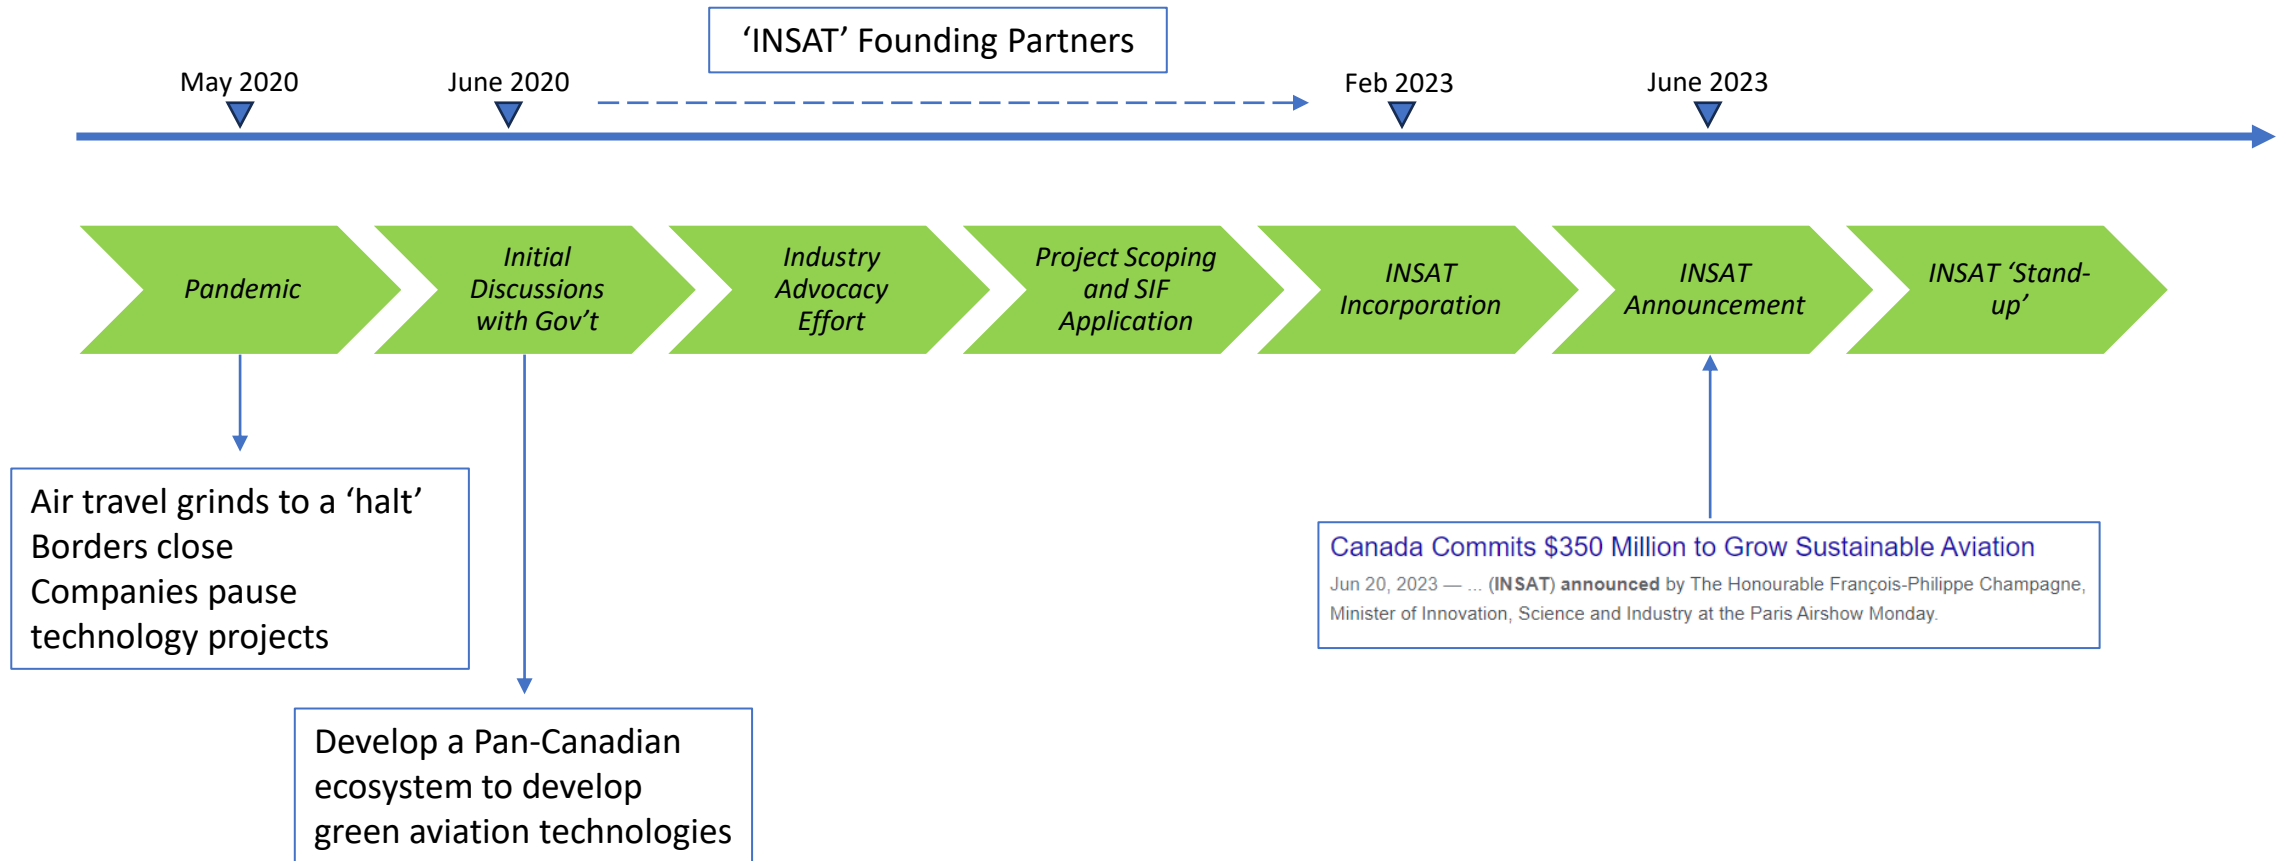 ‘INSAT’ Founding Partners
May 2020
June 2020
Feb 2023
June 2023
Pandemic
Initial
Discussions
with Gov’t
Industry
Advocacy
Effort
Project Scoping
and SIF
Application
INSAT
Incorporation
INSAT
Announcement
INSAT ‘Stand-
up’
Air travel grinds to a ‘halt’
Borders close
Companies pause
technology projects
Canada Commits $350 Million to Grow Sustainable Aviation
Jun 20, 2023 — ... (INSAT) announced by The Honourable François-Philippe Champagne,
Minister of Innovation, Science and Industry at the Paris Airshow Monday.
Develop a Pan-Canadian
ecosystem to develop
green aviation technologies